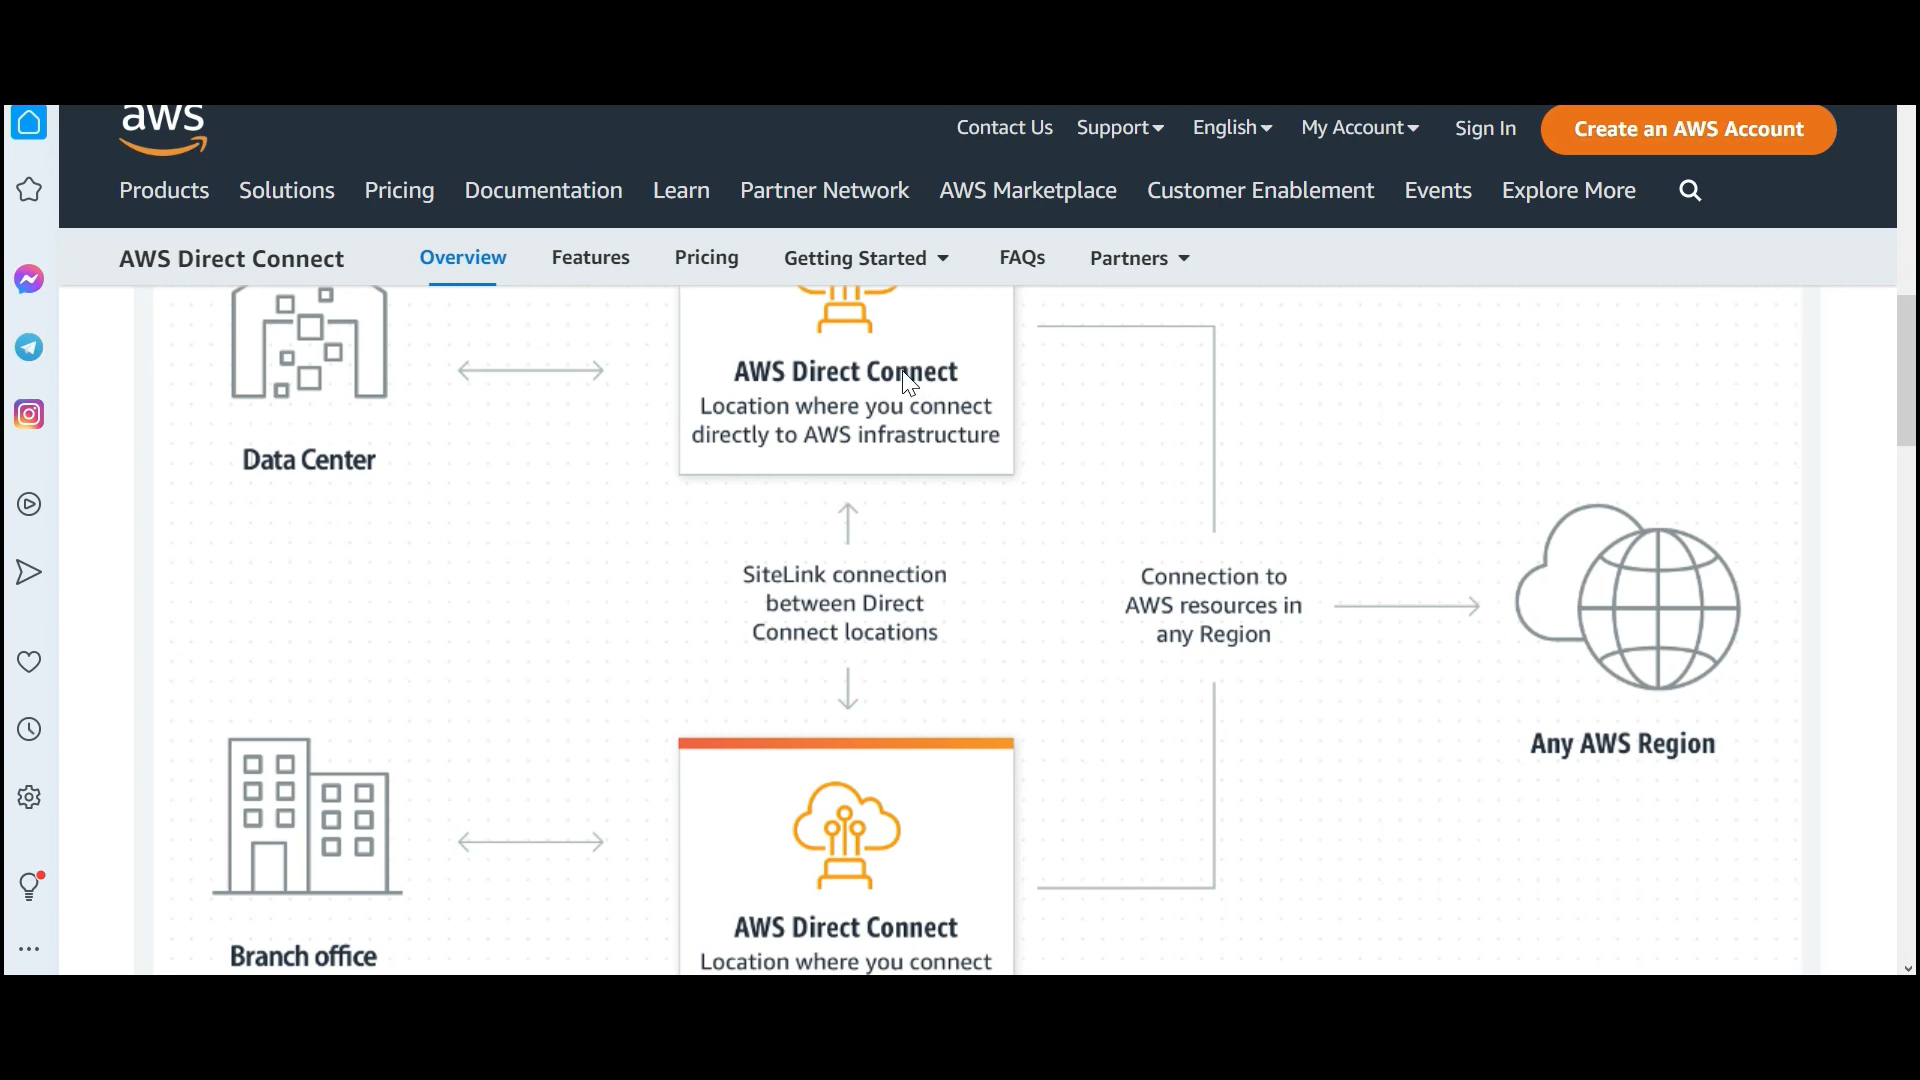 aws
Contact Us Support English My Account Sign In Create an AWS Account
Products Solutions Pricing Documentation Learn Partner Network AWS Marketplace Customer Enablement Events Explore More
AWS Direct Connect Overview Features Pricing Getting Started FAQs Partners
AWS Direct Connect
Location where you connect
directly to AWS infrastructure
Data Center
SiteLink connection
between Direct
Connect locations
Connection to
AWS resources in
any Region
Any AWS Region
AWS Direct Connect
Location where you connect
Branch office